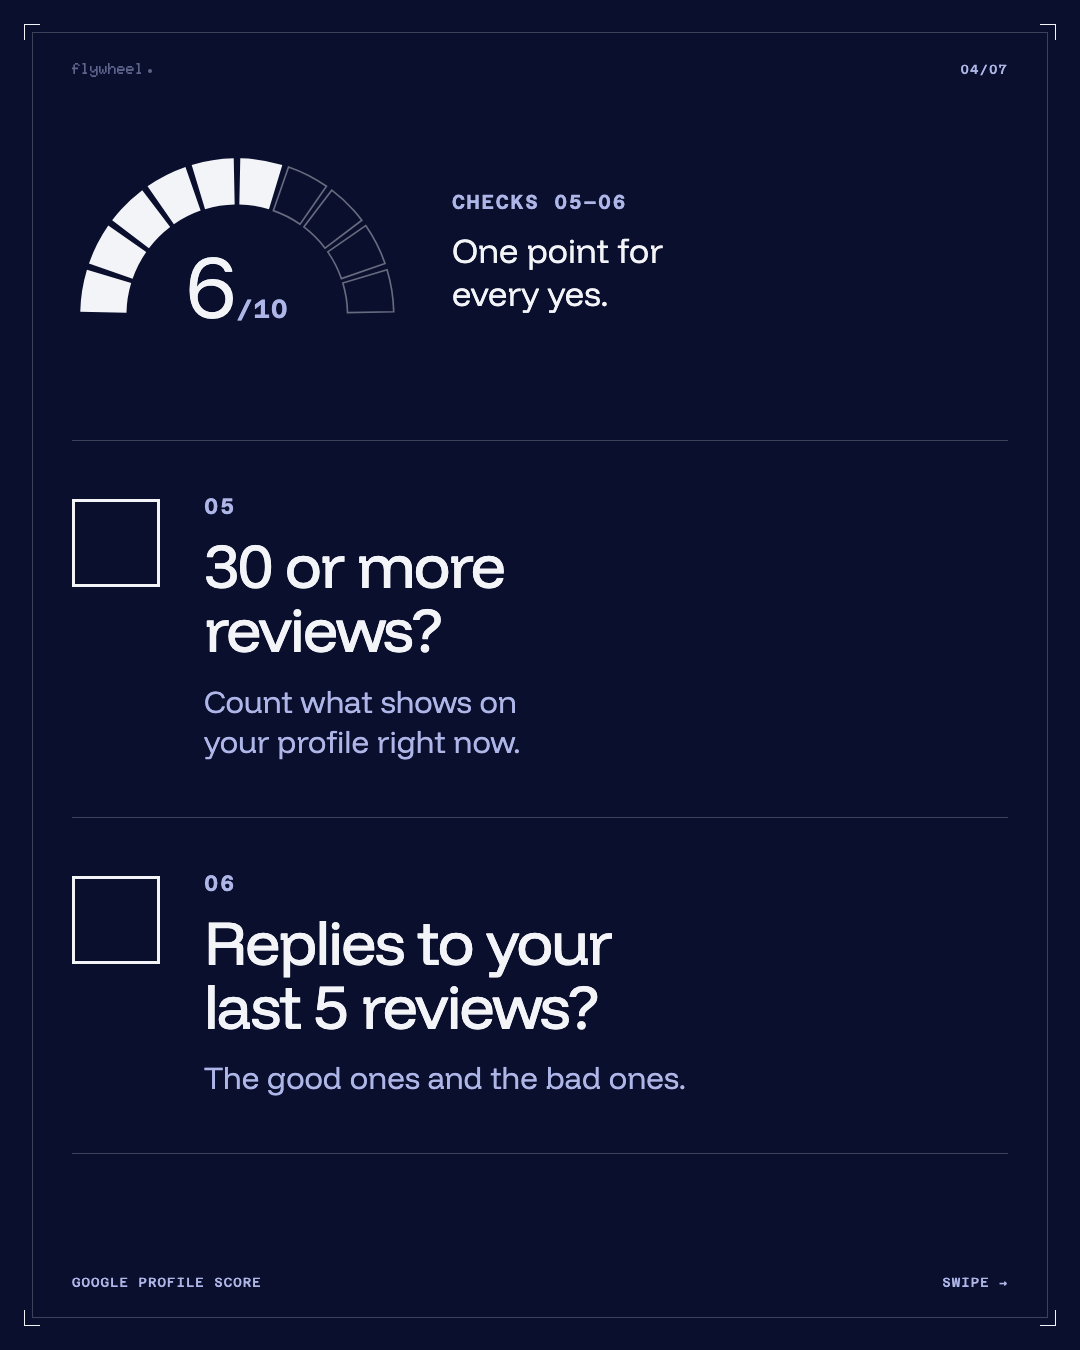 flywheel.
04/07
6/10
CHECKS 05–06
One point for
every yes.
05
30 or more
reviews?
Count what shows on
your profile right now.
06
Replies to your
last 5 reviews?
The good ones and the bad ones.
GOOGLE PROFILE SCORE
SWIPE →